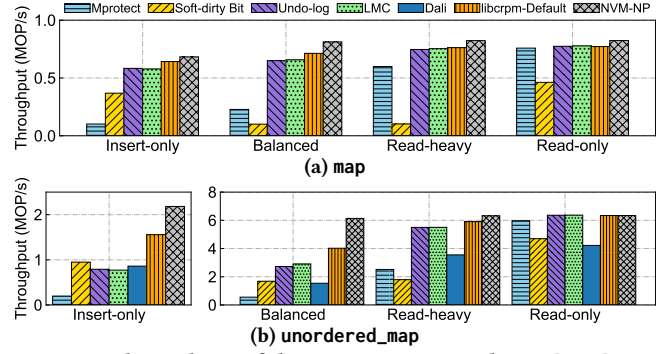 Mprotect Soft-dirty Bit Undo-log LMC Dali libcrpm-Default NVM-NP
Throughput (MOP/s)
1.0
0.5
0.0
Insert-only Balanced Read-heavy Read-only
(a) map
Throughput (MOP/s)
2
1
0
8
6
4
2
0
Insert-only Balanced Read-heavy Read-only
(b) unordered_map